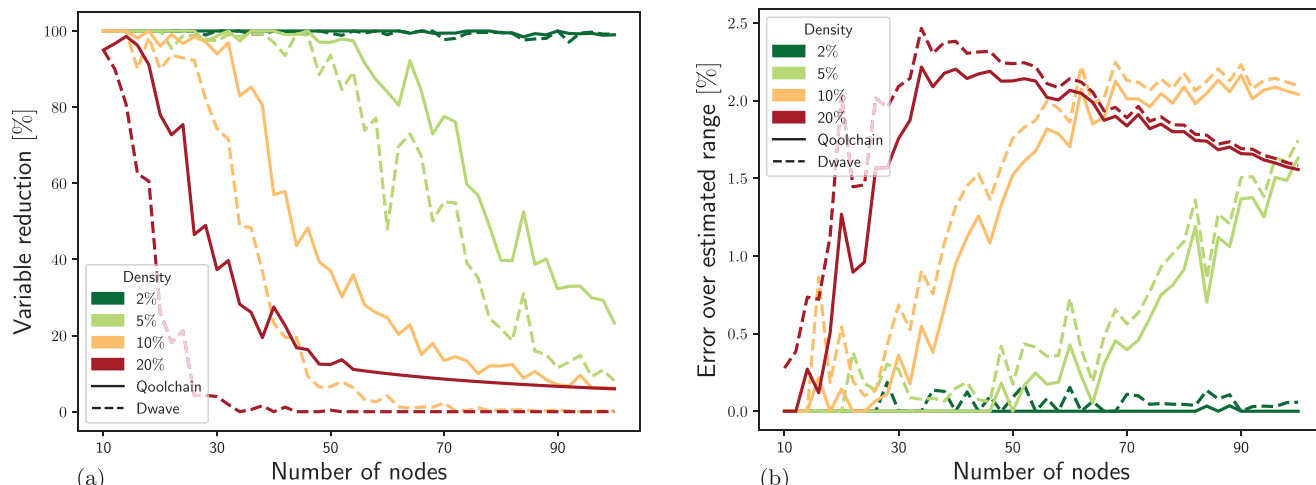 100
80
60
40
20
0
Variable reduction [%]
Density
2%
5%
10%
20%
Qoolchain
Dwave
10
30
50
70
90
(a)
Number of nodes
2.5
2.0
1.5
1.0
0.5
0.0
Error over estimated range [%]
Density
2%
5%
10%
20%
Qoolchain
Dwave
10
30
50
70
90
(b)
Number of nodes